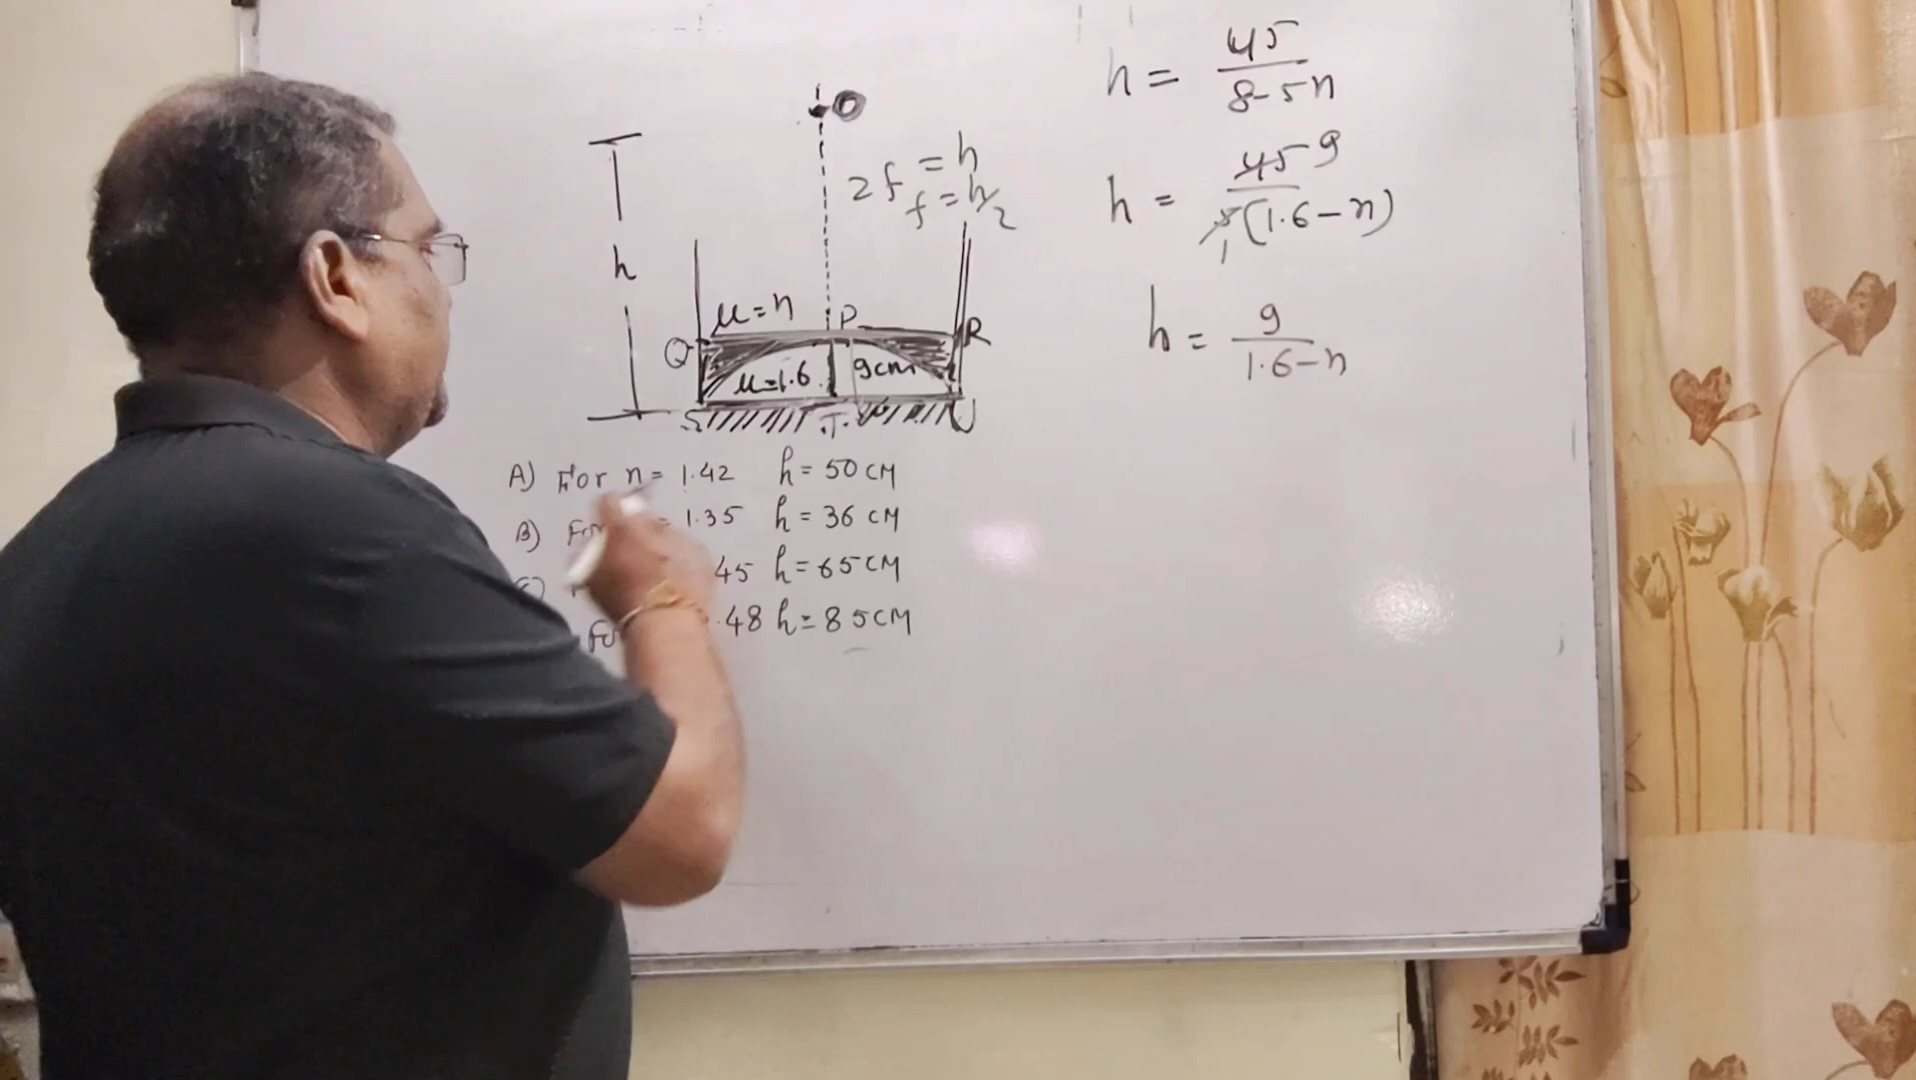 O
h
2f = h
f = h/2
μ = n
P
Q
R
μ=1.6
9cm
S
T
U
A) For n = 1.42 h = 50 CM
B) = 1.35 h = 36 CM
45 h = 65 CM
.48 h = 85 CM
h = 45/(8-5n)
h = 45 9/5 1(1.6-n)
h = 9/(1.6-n)